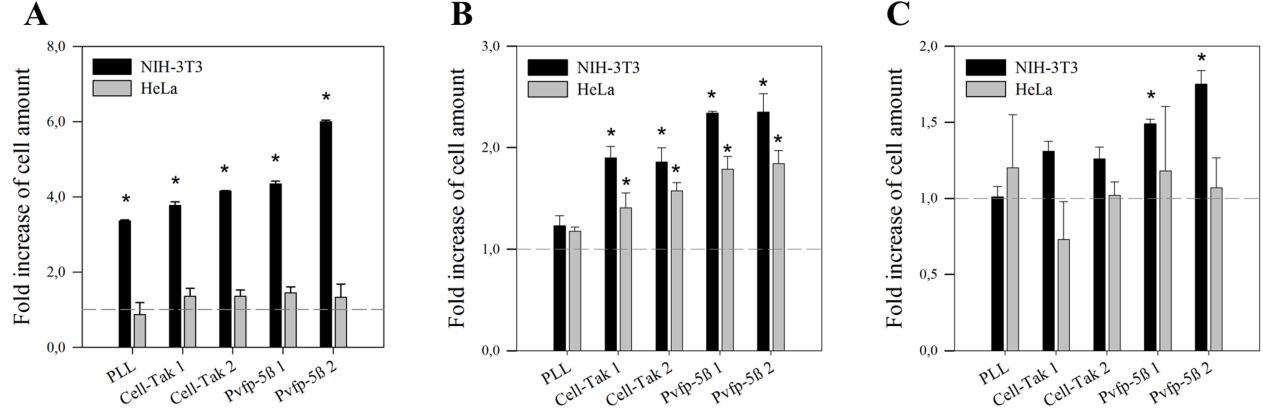 A
Fold increase of cell amount
8,0
6,0
4,0
2,0
0,0
NIH-3T3
HeLa
*
*
*
*
*
PLL
Cell-Tak 1
Cell-Tak 2
Pvfp-5ß 1
Pvfp-5ß 2
B
Fold increase of cell amount
3,0
2,0
1,0
0,0
NIH-3T3
HeLa
*
*
*
*
*
*
*
*
PLL
Cell-Tak 1
Cell-Tak 2
Pvfp-5ß 1
Pvfp-5ß 2
C
Fold increase of cell amount
2,0
1,5
1,0
0,5
0,0
NIH-3T3
HeLa
*
*
PLL
Cell-Tak 1
Cell-Tak 2
Pvfp-5ß 1
Pvfp-5ß 2